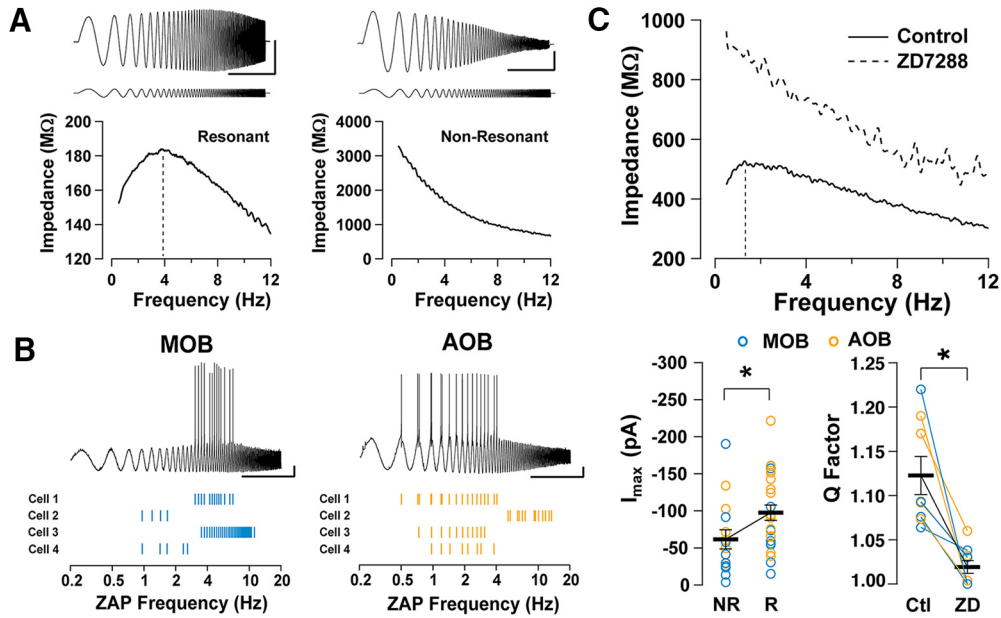 A
Impedance (MΩ)
200
180
160
140
120
Resonant
0
4
8
12
Frequency (Hz)
Impedance (MΩ)
4000
3000
2000
1000
0
Non-Resonant
0
4
8
12
Frequency (Hz)
C
Impedance (MΩ)
1000
800
600
400
200
Control
ZD7288
0
4
8
12
Frequency (Hz)
B
MOB
Cell 1
Cell 2
Cell 3
Cell 4
0.2 0.5 1 2 4 10 20
ZAP Frequency (Hz)
AOB
Cell 1
Cell 2
Cell 3
Cell 4
0.2 0.5 1 2 4 10 20
ZAP Frequency (Hz)
MOB
AOB
Imax (pA)
-300
-250
-200
-150
-100
-50
0
*
NR R
Q Factor
1.25
1.20
1.15
1.10
1.05
1.00
*
Ctl ZD